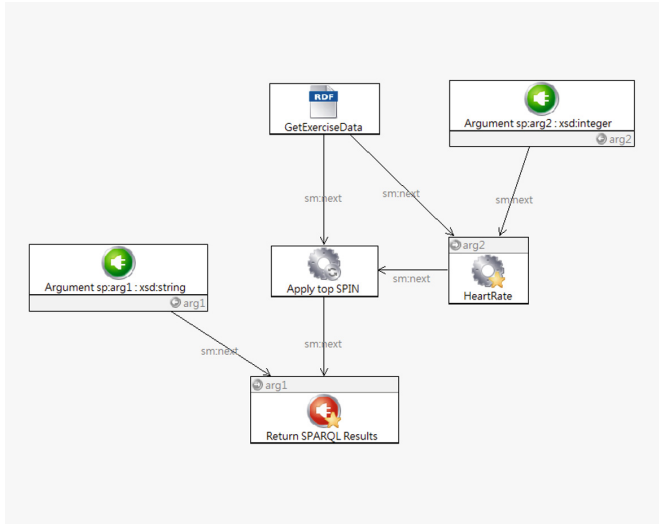 RDF
GetExerciseData
Argument sp:arg2 : xsd:integer
arg2
sm:next
sm:next
sm:next
arg2
HeartRate
Argument sp:arg1 : xsd:string
arg1
Apply top SPIN
sm:next
sm:next
sm:next
arg1
Return SPARQL Results